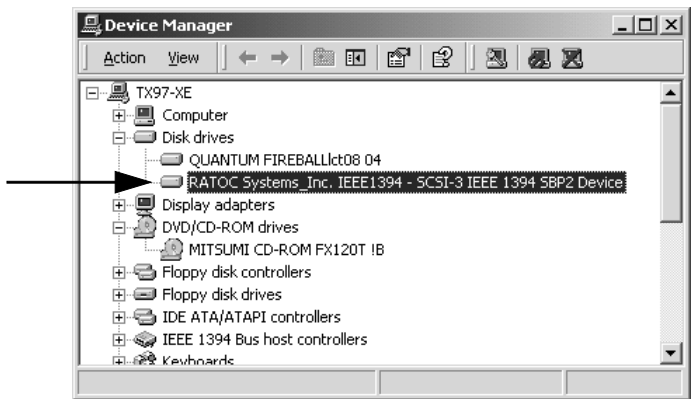 Device Manager
Action View
TX97-XE
Computer
Disk drives
QUANTUM FIREBALLlct08 04
RATOC Systems_Inc. IEEE1394 - SCSI-3 IEEE 1394 SBP2 Device
Display adapters
DVD/CD-ROM drives
MITSUMI CD-ROM FX120T !B
Floppy disk controllers
Floppy disk drives
IDE ATA/ATAPI controllers
IEEE 1394 Bus host controllers
Keyboards